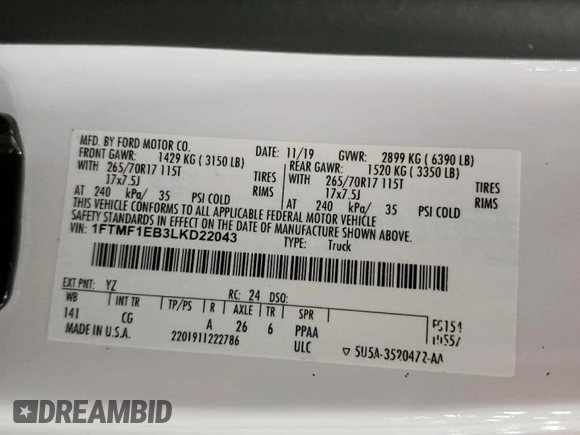 MFD. BY FORD MOTOR CO.
DATE: 11/19 GVWR: 2899 KG ( 6390 LB)
FRONT GAWR: 1429 KG ( 3150 LB) REAR GAWR: 1520 KG ( 3350 LB)
WITH 265/70R17 115T TIRES WITH 265/70R17 115T TIRES
17x7.5J RIMS 17x7.5J RIMS
AT 240 kPa/ 35 PSI COLD AT 240 kPa/ 35 PSI COLD
THIS VEHICLE CONFORMS TO ALL APPLICABLE FEDERAL MOTOR VEHICLE
SAFETY STANDARDS IN EFFECT ON THE DATE OF MANUFACTURE SHOWN ABOVE.
VIN: 1FTMF1EB3LKD22043
TYPE: Truck
EXT PNT: YZ RC: 24 DSO:
WB INT TR TP/PS R AXLE TR SPR
141 CG A 26 6 PPAA
MADE IN U.S.A. 2201911222786 ULC
▽ 5U5A-3520472-AA
DREAMBID